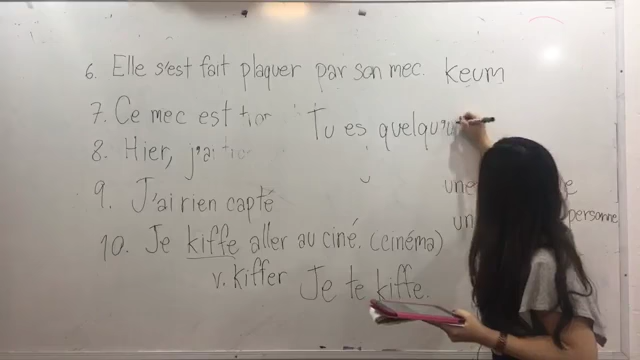 6. Elle s'est fait plaquer par son mec. keum
7. Ce mec est
Tu es quelqu'u
8. Hier, j'ai
9. J'ai rien capté
une
un personne
10. Je kiffe aller au ciné. (cinéma)
v. kiffer Je te kiffe.